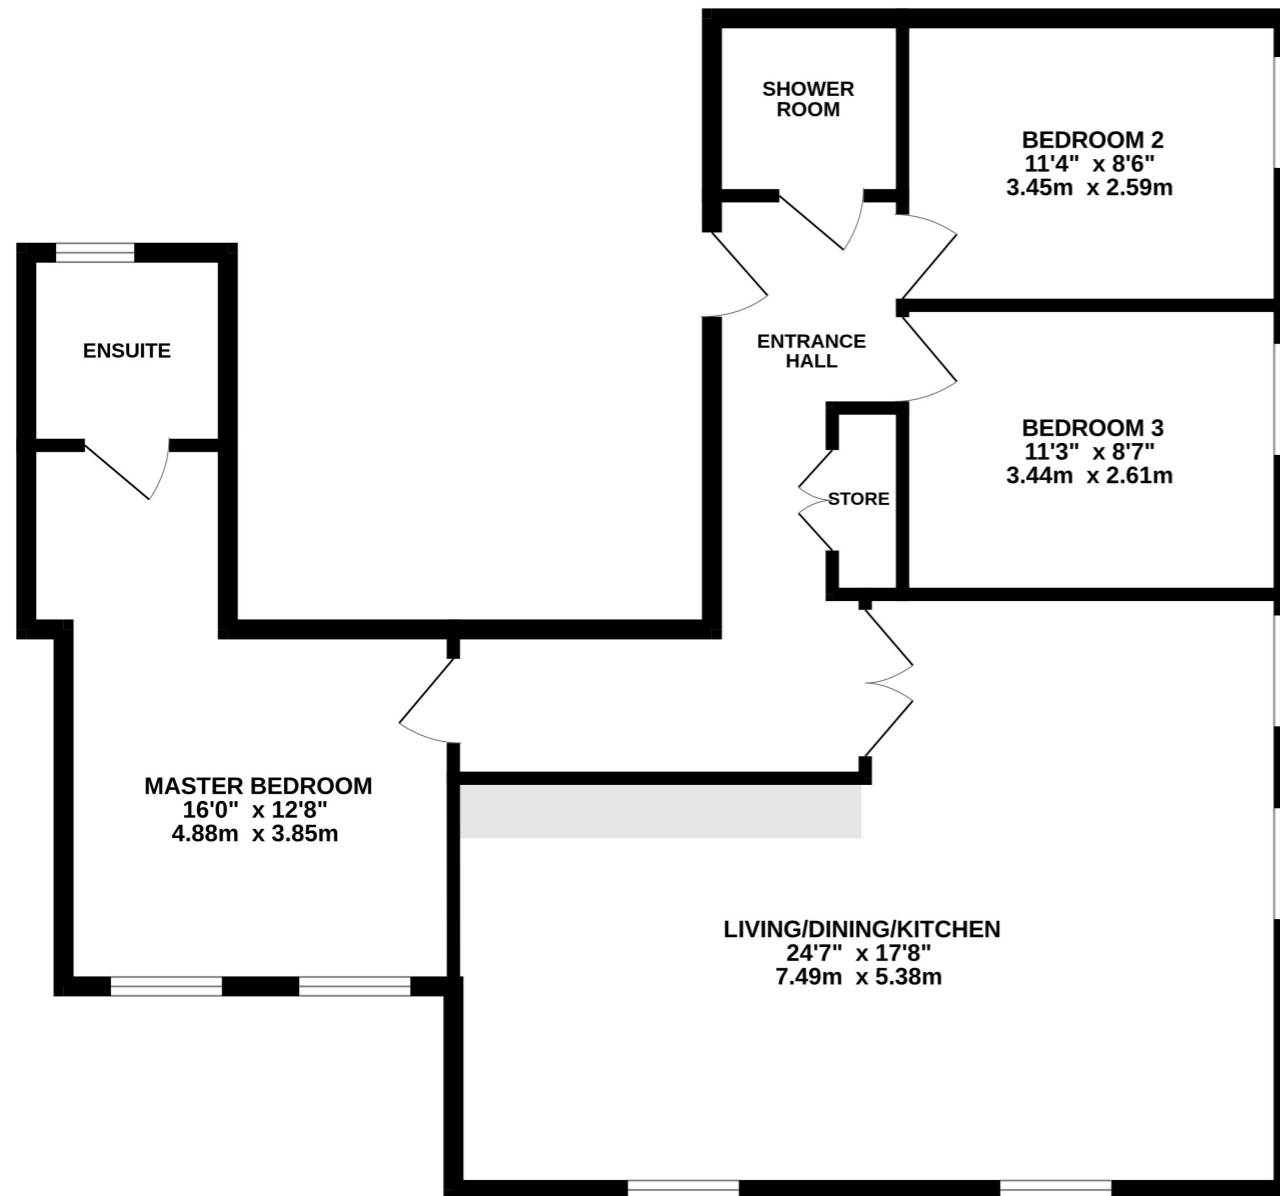 SHOWER
ROOM
BEDROOM 2
11'4" x 8'6"
3.45m x 2.59m
ENSUITE
ENTRANCE
HALL
BEDROOM 3
11'3" x 8'7"
3.44m x 2.61m
STORE
MASTER BEDROOM
16'0" x 12'8"
4.88m x 3.85m
LIVING/DINING/KITCHEN
24'7" x 17'8"
7.49m x 5.38m